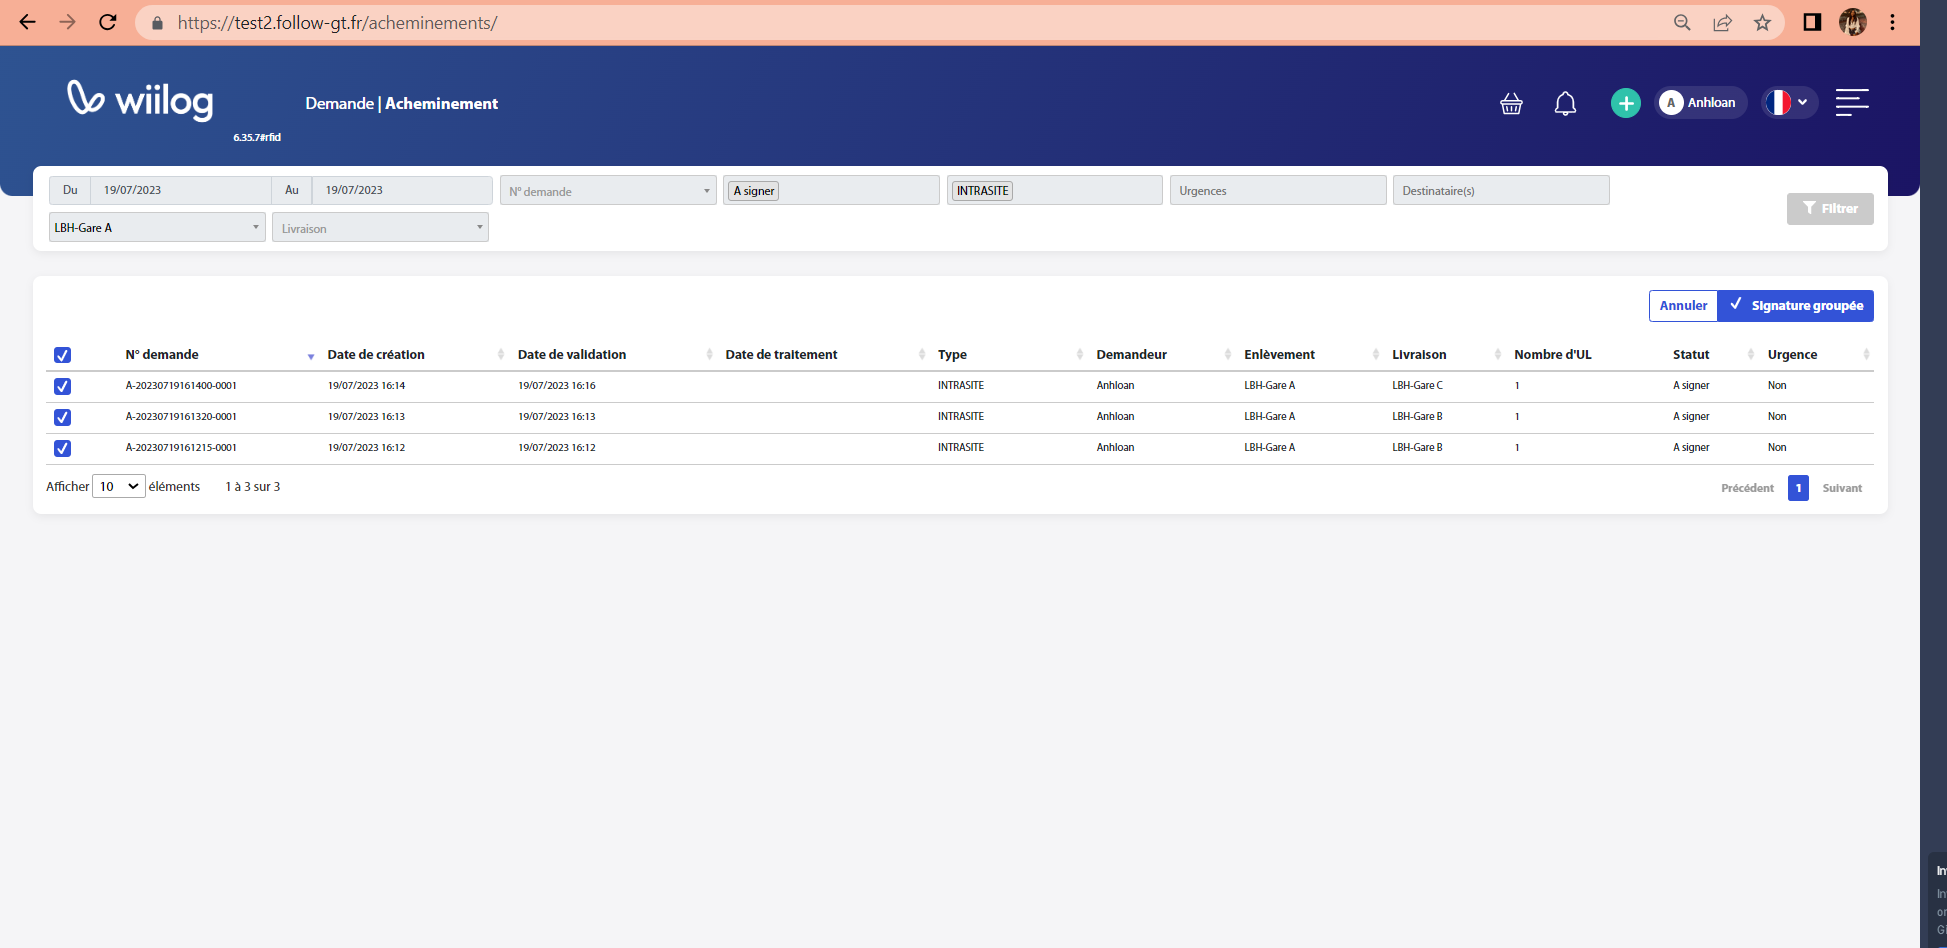 https://test2.follow-gt.fr/acheminements/
wiilog
Demande | Acheminement
A Anhloan
6.35.7#rfid
Du 19/07/2023 Au 19/07/2023 N° demande A signer INTRASITE Urgences Destinataire(s)
Filtrer
LBH-Gare A Livraison
Annuler Signature groupée
N° demande Date de création Date de validation Date de traitement Type Demandeur Enlèvement Livraison Nombre d'UL Statut Urgence
A-20230719161400-0001 19/07/2023 16:14 19/07/2023 16:16 INTRASITE Anhloan LBH-Gare A LBH-Gare C 1 A signer Non
A-20230719161320-0001 19/07/2023 16:13 19/07/2023 16:13 INTRASITE Anhloan LBH-Gare A LBH-Gare B 1 A signer Non
A-20230719161215-0001 19/07/2023 16:12 19/07/2023 16:12 INTRASITE Anhloan LBH-Gare A LBH-Gare B 1 A signer Non
Afficher 10 éléments 1 à 3 sur 3
Précédent 1 Suivant